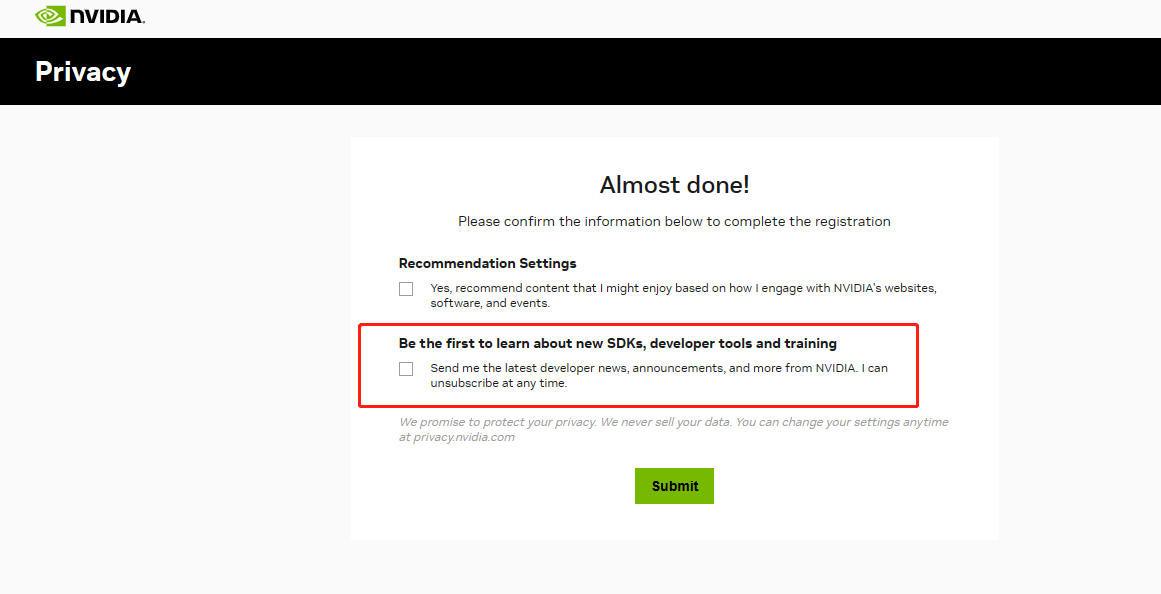 NVIDIA.
Privacy
Almost done!
Please confirm the information below to complete the registration
Recommendation Settings
Yes, recommend content that I might enjoy based on how I engage with NVIDIA's websites,
software, and events.
Be the first to learn about new SDKs, developer tools and training
Send me the latest developer news, announcements, and more from NVIDIA. I can
unsubscribe at any time.
We promise to protect your privacy. We never sell your data. You can change your settings anytime
at privacy.nvidia.com
Submit